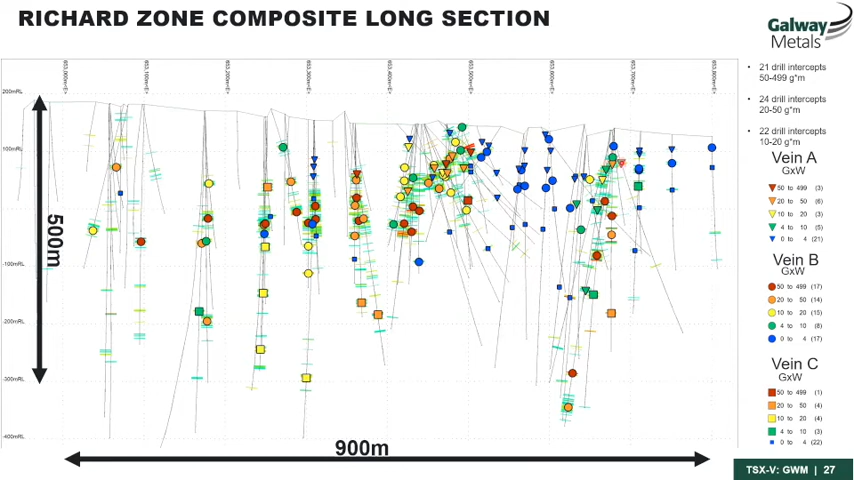 RICHARD ZONE COMPOSITE LONG SECTION
Galway
Metals
• 21 drill intercepts
50-499 g*m
• 24 drill intercepts
20-50 g*m
• 22 drill intercepts
10-20 g*m
Vein A
GxW
50 to 499 (3)
20 to 50 (6)
10 to 20 (3)
4 to 10 (5)
0 to 4 (21)
Vein B
GxW
50 to 499 (17)
20 to 50 (14)
10 to 20 (15)
4 to 10 (8)
0 to 4 (17)
Vein C
GxW
50 to 499 (1)
20 to 50 (4)
10 to 20 (4)
4 to 10 (3)
0 to 4 (22)
200mRL
100mRL
-100mRL
-200mRL
-300mRL
-400mRL
500m
900m
TSX-V: GWM | 27